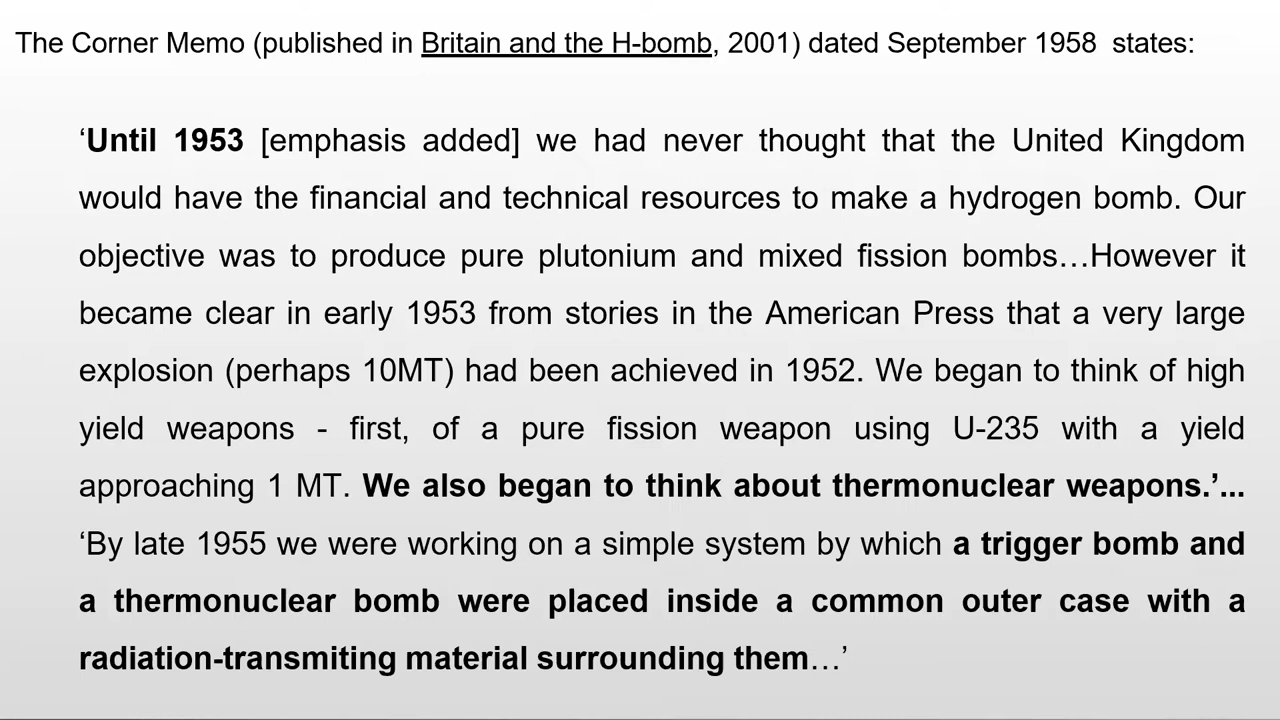 The Corner Memo (published in Britain and the H-bomb, 2001) dated September 1958 states:
‘Until 1953 [emphasis added] we had never thought that the United Kingdom
would have the financial and technical resources to make a hydrogen bomb. Our
objective was to produce pure plutonium and mixed fission bombs…However it
became clear in early 1953 from stories in the American Press that a very large
explosion (perhaps 10MT) had been achieved in 1952. We began to think of high
yield weapons - first, of a pure fission weapon using U-235 with a yield
approaching 1 MT. We also began to think about thermonuclear weapons.’...
‘By late 1955 we were working on a simple system by which a trigger bomb and
a thermonuclear bomb were placed inside a common outer case with a
radiation-transmiting material surrounding them…’